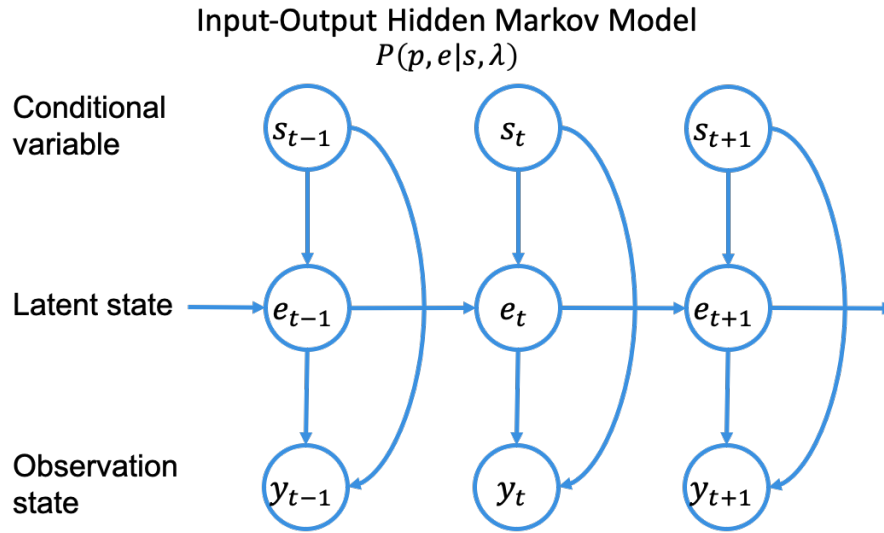 Input-Output Hidden Markov Model
P(p, e|s, λ)
Conditional
variable
s_{t−1}
s_t
s_{t+1}
Latent state
e_{t−1}
e_t
e_{t+1}
Observation
state
y_{t−1}
y_t
y_{t+1}